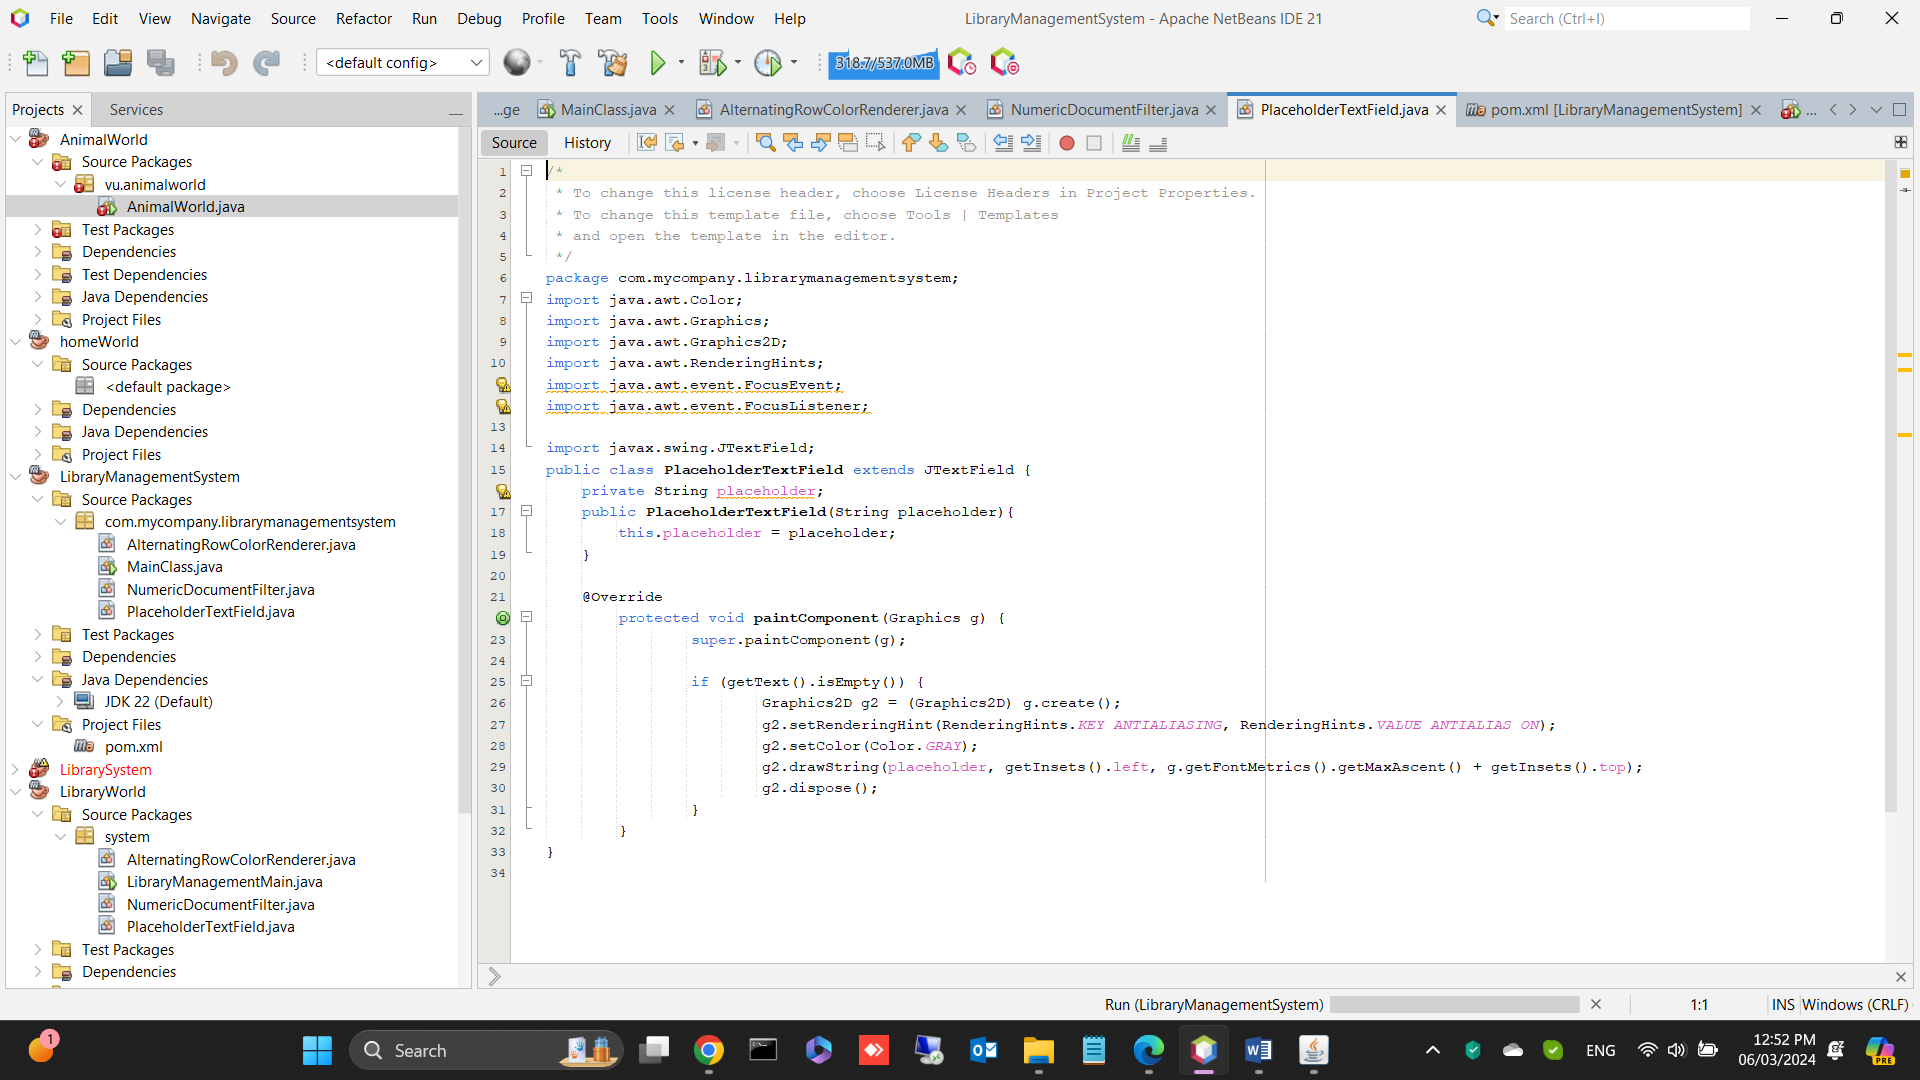 File Edit View Navigate Source Refactor Run Debug Profile Team Tools Window Help
LibraryManagementSystem - Apache NetBeans IDE 21
Search (Ctrl+I)
<default config>
318.7/537.0MB
Projects
Services
AnimalWorld
Source Packages
vu.animalworld
AnimalWorld.java
Test Packages
Dependencies
Test Dependencies
Java Dependencies
Project Files
homeWorld
Source Packages
<default package>
Dependencies
Java Dependencies
Project Files
LibraryManagementSystem
Source Packages
com.mycompany.librarymanagementsystem
AlternatingRowColorRenderer.java
MainClass.java
NumericDocumentFilter.java
PlaceholderTextField.java
Test Packages
Dependencies
Java Dependencies
JDK 22 (Default)
Project Files
pom.xml
LibrarySystem
LibraryWorld
Source Packages
system
AlternatingRowColorRenderer.java
LibraryManagementMain.java
NumericDocumentFilter.java
PlaceholderTextField.java
Test Packages
Dependencies
...ge MainClass.java AlternatingRowColorRenderer.java NumericDocumentFilter.java PlaceholderTextField.java pom.xml [LibraryManagementSystem] ...
Source History
1 /*
2 * To change this license header, choose License Headers in Project Properties.
3 * To change this template file, choose Tools | Templates
4 * and open the template in the editor.
5 */
6 package com.mycompany.librarymanagementsystem;
7 import java.awt.Color;
8 import java.awt.Graphics;
9 import java.awt.Graphics2D;
10 import java.awt.RenderingHints;
import java.awt.event.FocusEvent;
import java.awt.event.FocusListener;
13
14 import javax.swing.JTextField;
15 public class PlaceholderTextField extends JTextField {
private String placeholder;
17 public PlaceholderTextField(String placeholder){
18 this.placeholder = placeholder;
19 }
20
21 @Override
protected void paintComponent(Graphics g) {
23 super.paintComponent(g);
24
25 if (getText().isEmpty()) {
26 Graphics2D g2 = (Graphics2D) g.create();
27 g2.setRenderingHint(RenderingHints.KEY_ANTIALIASING, RenderingHints.VALUE_ANTIALIAS_ON);
28 g2.setColor(Color.GRAY);
29 g2.drawString(placeholder, getInsets().left, g.getFontMetrics().getMaxAscent() + getInsets().top);
30 g2.dispose();
31 }
32 }
33 }
34
Run (LibraryManagementSystem)
1:1
INS
Windows (CRLF)
1
Search
ENG
12:52 PM
06/03/2024
PRE